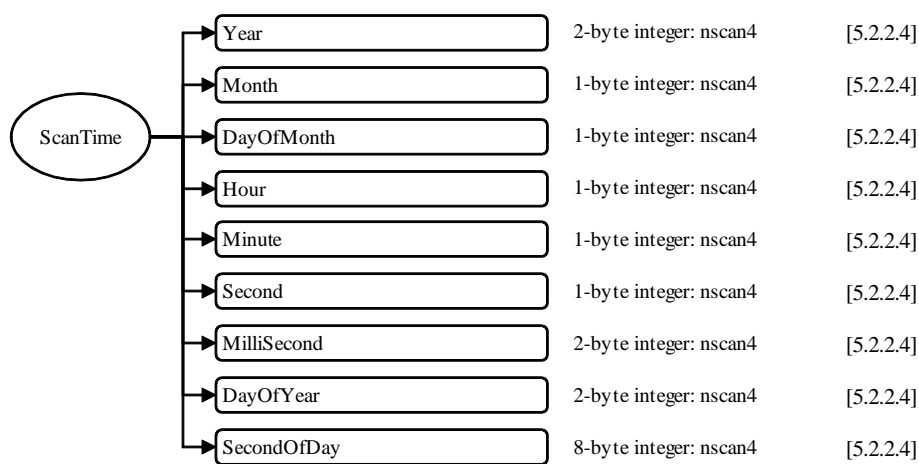 Year 2-byte integer: nscan4 [5.2.2.4]
Month 1-byte integer: nscan4 [5.2.2.4]
ScanTime
DayOfMonth 1-byte integer: nscan4 [5.2.2.4]
Hour 1-byte integer: nscan4 [5.2.2.4]
Minute 1-byte integer: nscan4 [5.2.2.4]
Second 1-byte integer: nscan4 [5.2.2.4]
MilliSecond 2-byte integer: nscan4 [5.2.2.4]
DayOfYear 2-byte integer: nscan4 [5.2.2.4]
SecondOfDay 8-byte integer: nscan4 [5.2.2.4]